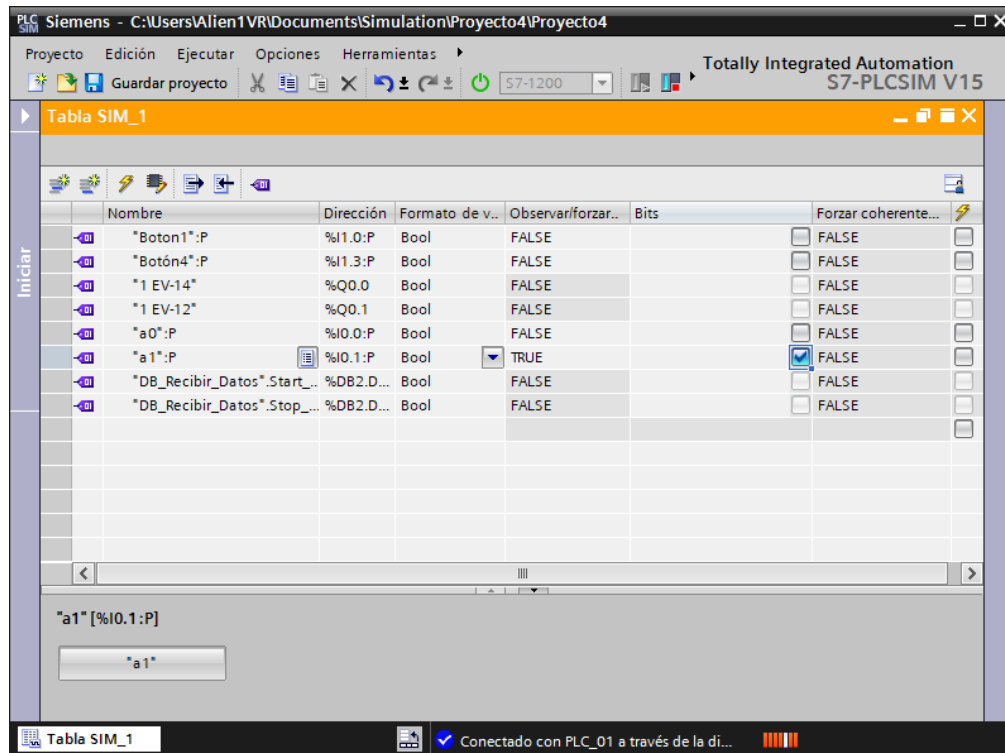 PLC SIM Siemens - C:\Users\Alien1VR\Documents\Simulation\Proyecto4\Proyecto4
Proyecto Edición Ejecutar Opciones Herramientas
Totally Integrated Automation
Guardar proyecto S7-1200 S7-PLCSIM V15
Tabla SIM_1
Iniciar
Nombre Dirección Formato de v... Observar/forzar... Bits Forzar coherente...
"Boton1":P %I1.0:P Bool FALSE FALSE
"Botón4":P %I1.3:P Bool FALSE FALSE
"1 EV-14" %Q0.0 Bool FALSE FALSE
"1 EV-12" %Q0.1 Bool FALSE FALSE
"a0":P %I0.0:P Bool FALSE FALSE
"a1":P %I0.1:P Bool TRUE FALSE
"DB_Recibir_Datos".Start_... %DB2.D... Bool FALSE FALSE
"DB_Recibir_Datos".Stop_... %DB2.D... Bool FALSE FALSE
"a1" [%I0.1:P]
"a1"
Tabla SIM_1 Conectado con PLC_01 a través de la di...